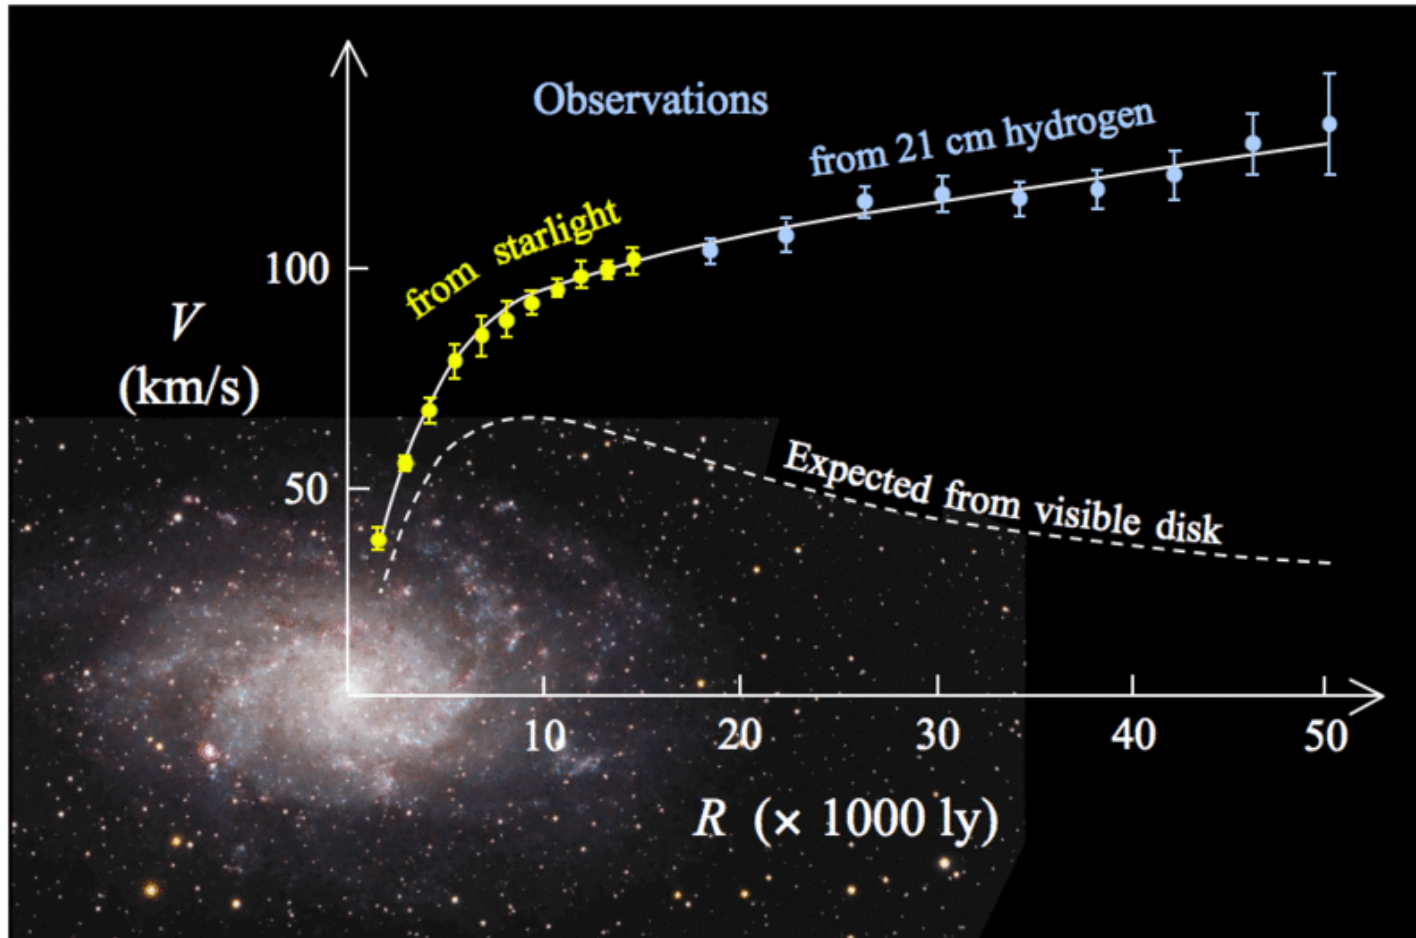 Observations
from 21 cm hydrogen
from starlight
100
V
(km/s)
Expected from visible disk
50
10
20
30
40
50
R (× 1000 ly)